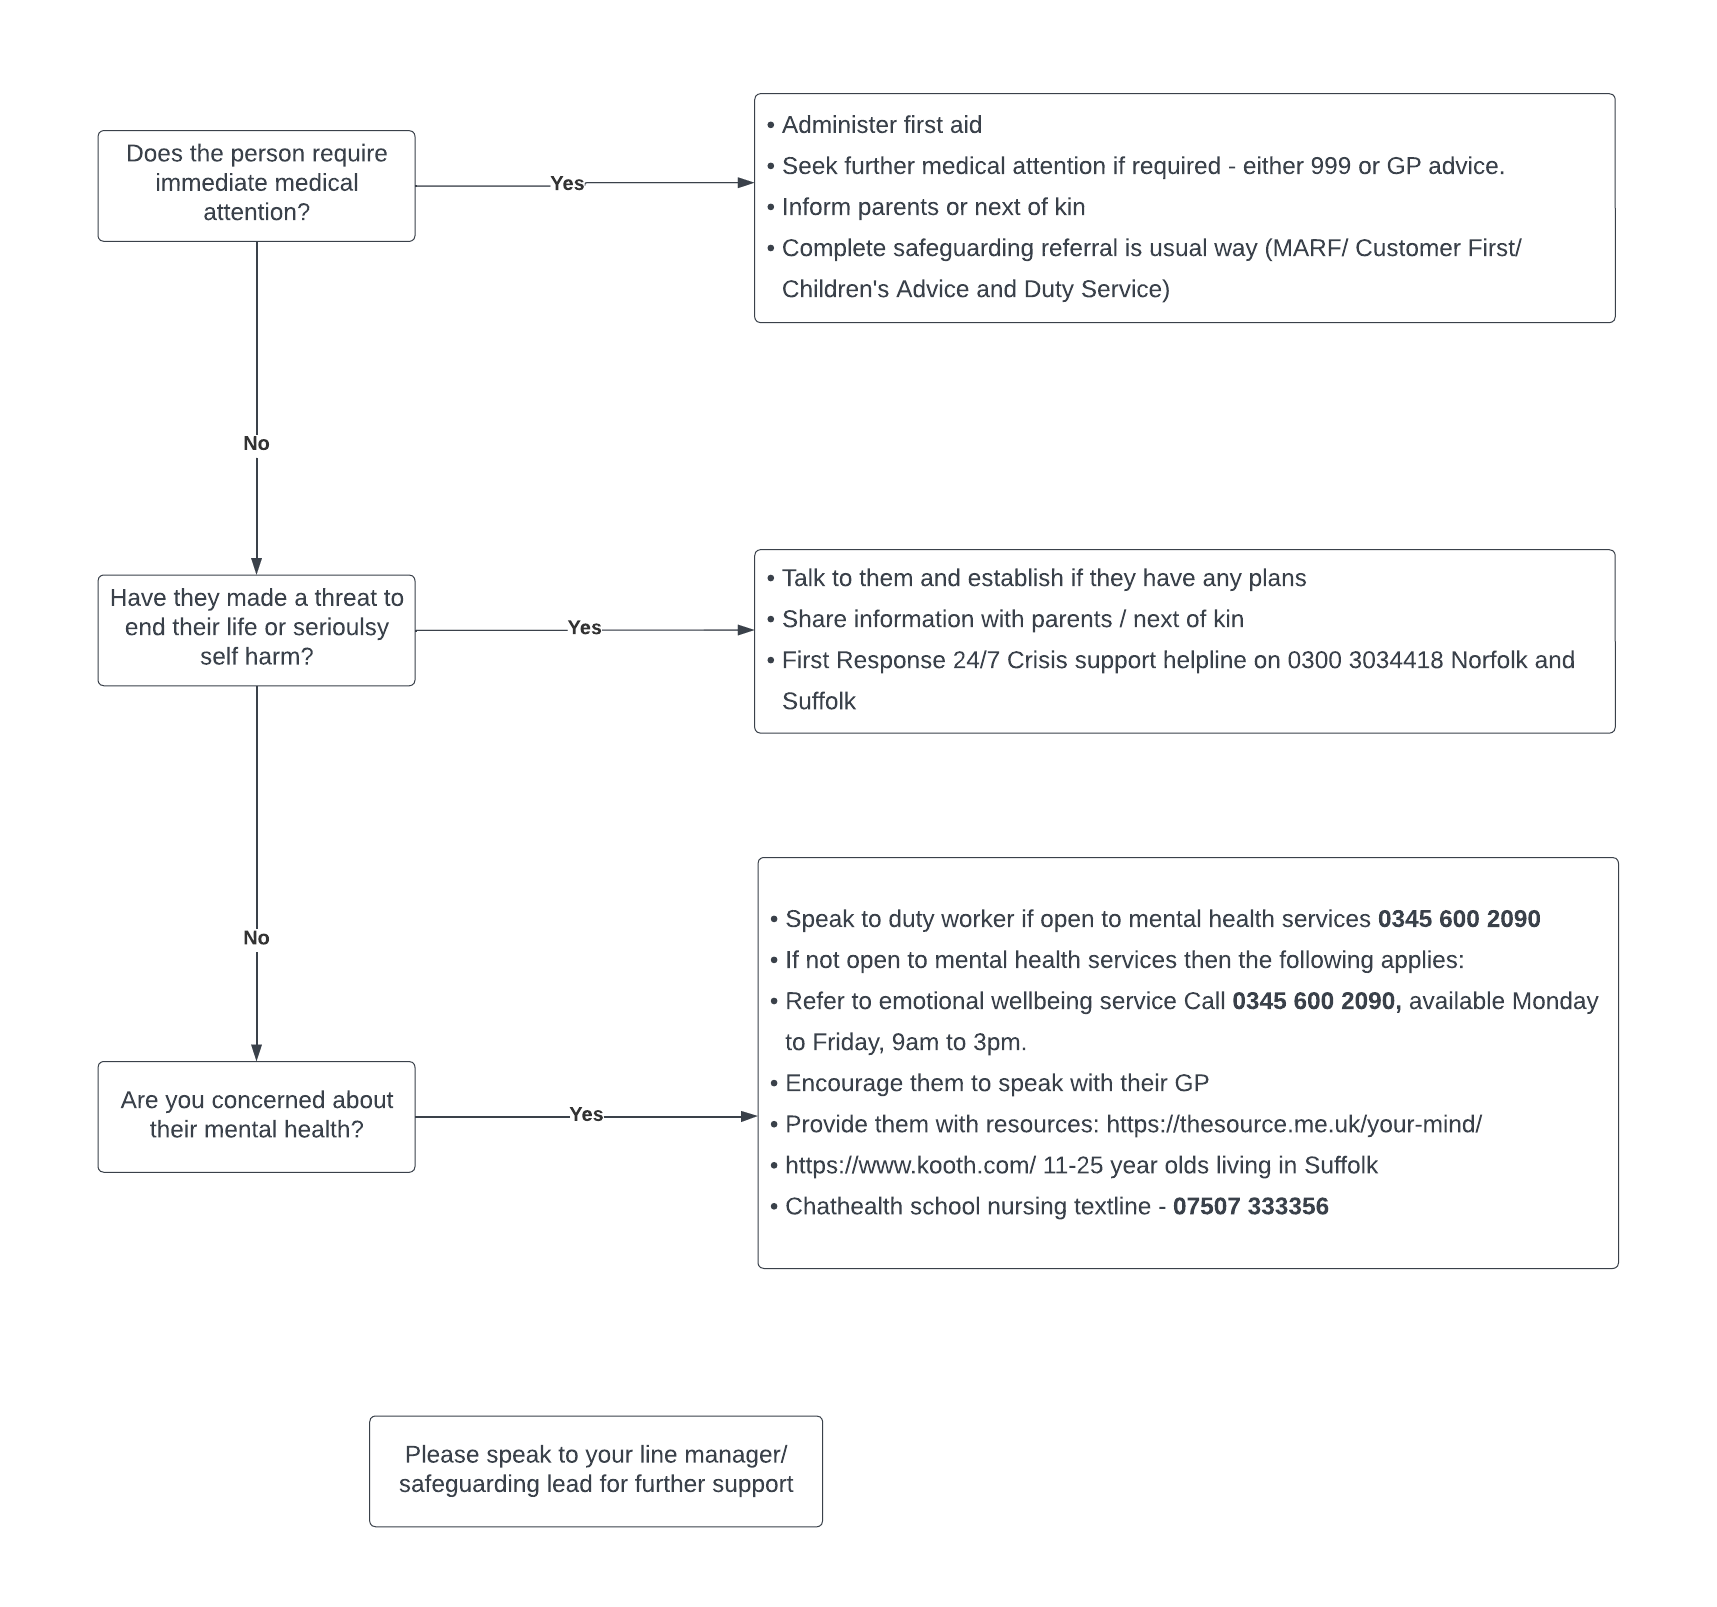 Does the person require
immediate medical
attention?
Yes
• Administer first aid
• Seek further medical attention if required - either 999 or GP advice.
• Inform parents or next of kin
• Complete safeguarding referral is usual way (MARF/ Customer First/
Children's Advice and Duty Service)
No
Have they made a threat to
end their life or serioulsy
self harm?
Yes
• Talk to them and establish if they have any plans
• Share information with parents / next of kin
• First Response 24/7 Crisis support helpline on 0300 3034418 Norfolk and
Suffolk
No
Are you concerned about
their mental health?
Yes
• Speak to duty worker if open to mental health services 0345 600 2090
• If not open to mental health services then the following applies:
• Refer to emotional wellbeing service Call 0345 600 2090, available Monday
to Friday, 9am to 3pm.
• Encourage them to speak with their GP
• Provide them with resources: https://thesource.me.uk/your-mind/
• https://www.kooth.com/ 11-25 year olds living in Suffolk
• Chathealth school nursing textline - 07507 333356
Please speak to your line manager/
safeguarding lead for further support